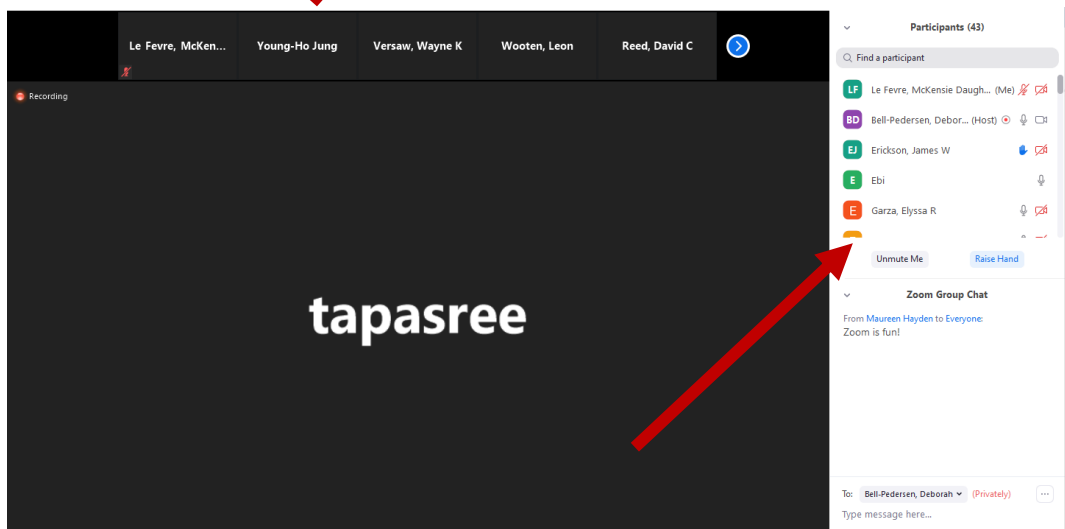 Le Fevre, McKen...
Young-Ho Jung
Versaw, Wayne K
Wooten, Leon
Reed, David C
Recording
tapasree
Participants (43)
Find a participant
LF Le Fevre, McKensie Daugh... (Me)
BD Bell-Pedersen, Debor... (Host)
EJ Erickson, James W
E Ebi
E Garza, Elyssa R
Unmute Me
Raise Hand
Zoom Group Chat
From Maureen Hayden to Everyone:
Zoom is fun!
To: Bell-Pedersen, Deborah (Privately) ...
Type message here...